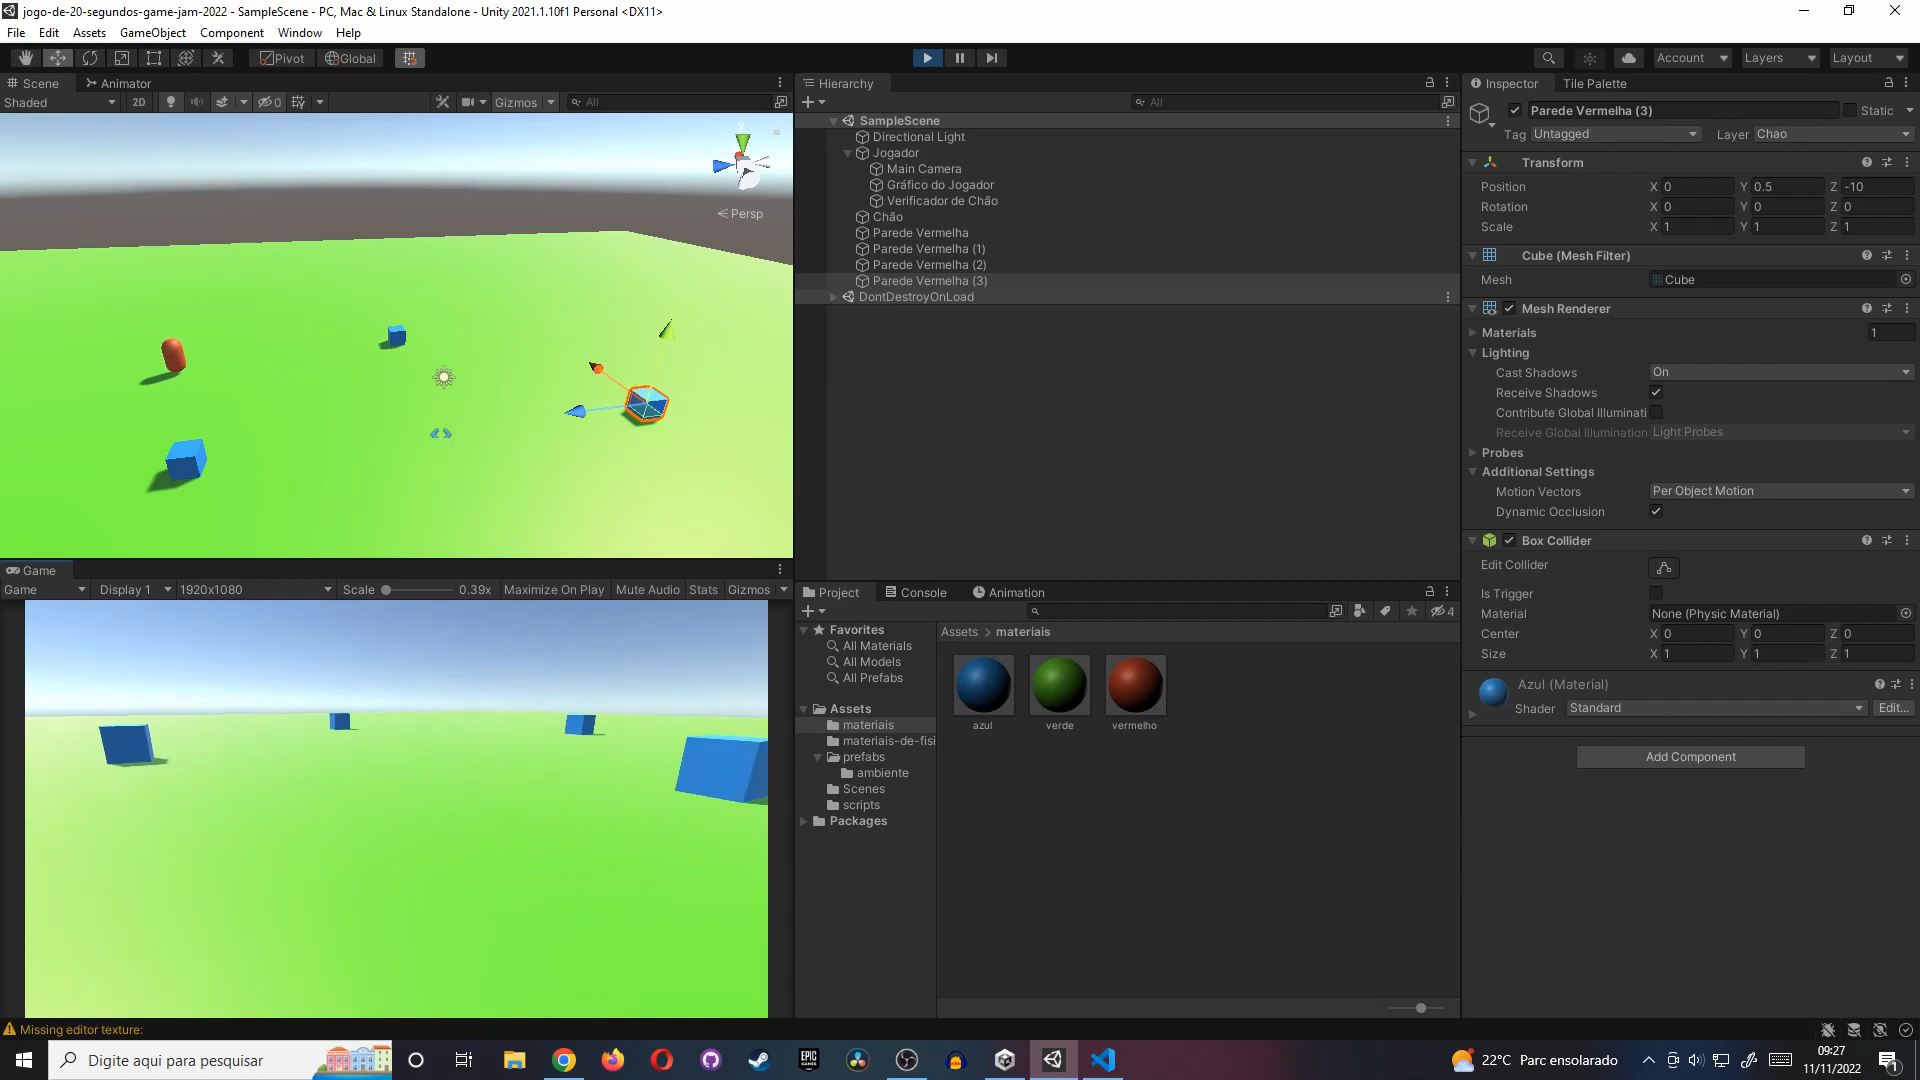 jogo-de-20-segundos-game-jam-2022 - SampleScene - PC, Mac & Linux Standalone - Unity 2021.1.10f1 Personal <DX11>
File Edit Assets GameObject Component Window Help
Pivot Global Account Layers Layout
Scene Animator
Shaded 2D 0 Gizmos All
Y
Persp
Game
Game Display 1 1920x1080 Scale 0.39x Maximize On Play Mute Audio Stats Gizmos
Hierarchy
All
SampleScene
Directional Light
Jogador
Main Camera
Gráfico do Jogador
Verificador de Chão
Chão
Parede Vermelha
Parede Vermelha (1)
Parede Vermelha (2)
Parede Vermelha (3)
DontDestroyOnLoad
Project Console Animation
4
Favorites
All Materials
All Models
All Prefabs
Assets
materiais
materiais-de-fisi
prefabs
ambiente
Scenes
scripts
Packages
Assets > materiais
azul verde vermelho
Inspector Tile Palette
Parede Vermelha (3) Static
Tag Untagged Layer Chao
Transform
Position X 0 Y 0.5 Z -10
Rotation X 0 Y 0 Z 0
Scale X 1 Y 1 Z 1
Cube (Mesh Filter)
Mesh Cube
Mesh Renderer
Materials 1
Lighting
Cast Shadows On
Receive Shadows
Contribute Global Illuminati
Receive Global Illumination Light Probes
Probes
Additional Settings
Motion Vectors Per Object Motion
Dynamic Occlusion
Box Collider
Edit Collider
Is Trigger
Material None (Physic Material)
Center X 0 Y 0 Z 0
Size X 1 Y 1 Z 1
Azul (Material)
Shader Standard Edit...
Add Component
Missing editor texture:
Digite aqui para pesquisar
EPIC GAMES
22°C Parc ensolarado
09:27
11/11/2022
1